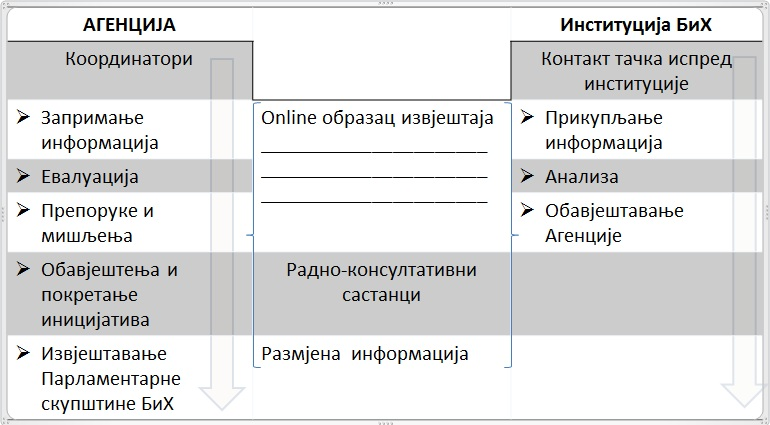 АГЕНЦИЈА
Институција БиХ
Координатори
Контакт тачка испред
институције
Запримање
информација
Online образац извјештаја
Прикупљање
информација
Евалуација
Анализа
Препоруке и
мишљења
Обавјештавање
Агенције
Обавјештења и
покретање
иницијатива
Радно-консултативни
састанци
Извјештавање
Парламентарне
скупштине БиХ
Размјена информација